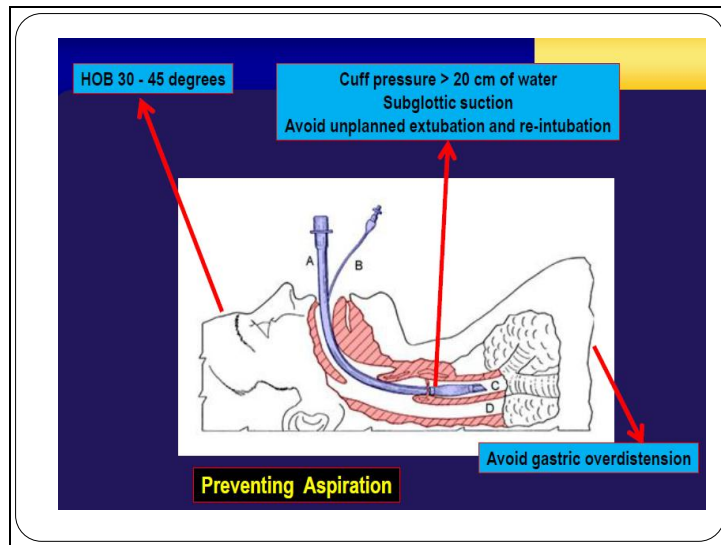 HOB 30 - 45 degrees
Cuff pressure > 20 cm of water
Subglottic suction
Avoid unplanned extubation and re-intubation
A
B
C
D
Avoid gastric overdistension
Preventing Aspiration